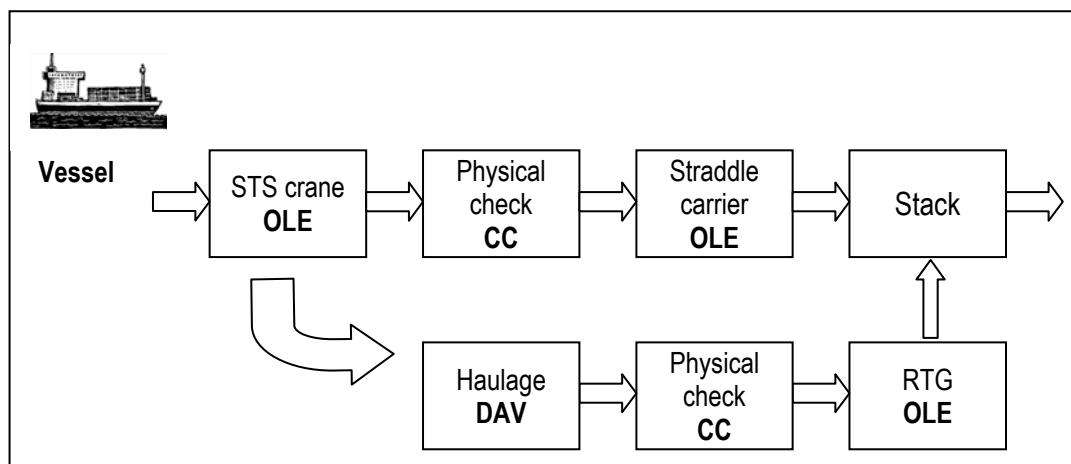 Vessel
STS crane
OLE
Physical
check
CC
Straddle
carrier
OLE
Stack
Haulage
DAV
Physical
check
CC
RTG
OLE